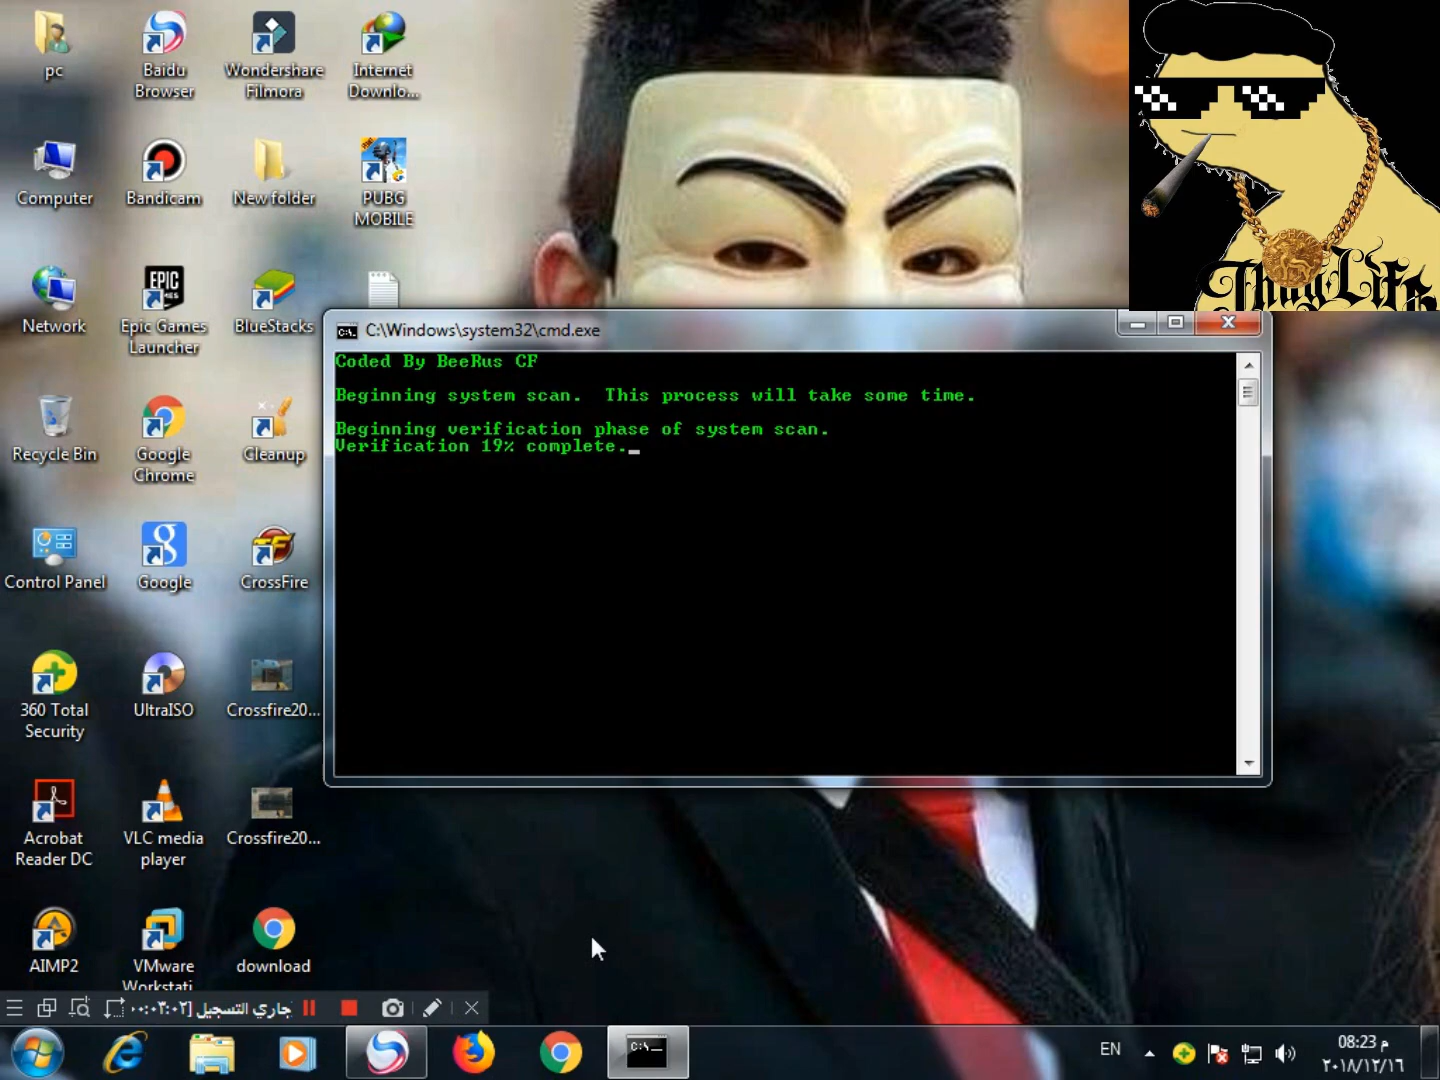 pc
Baidu
Browser
Wondershare
Filmora
Internet
Downlo...
Computer
Bandicam
New folder
PUBG
MOBILE
Network
EPIC
GAMES
Epic Games
Launcher
BlueStacks
Thug Life
C:\Windows\system32\cmd.exe
Coded By BeeRus CF
Beginning system scan.  This process will take some time.
Beginning verification phase of system scan.
Verification 19% complete.
Recycle Bin
Google
Chrome
Cleanup
Control Panel
Google
CrossFire
360 Total
Security
UltraISO
Crossfire20...
Acrobat
Reader DC
VLC media
player
Crossfire20...
AIMP2
VMware
Workstati...
download
جاري التسجيل [٠٠:٠٣:٠٢
EN
08:23 م
٢٠١٨/١٢/١٦